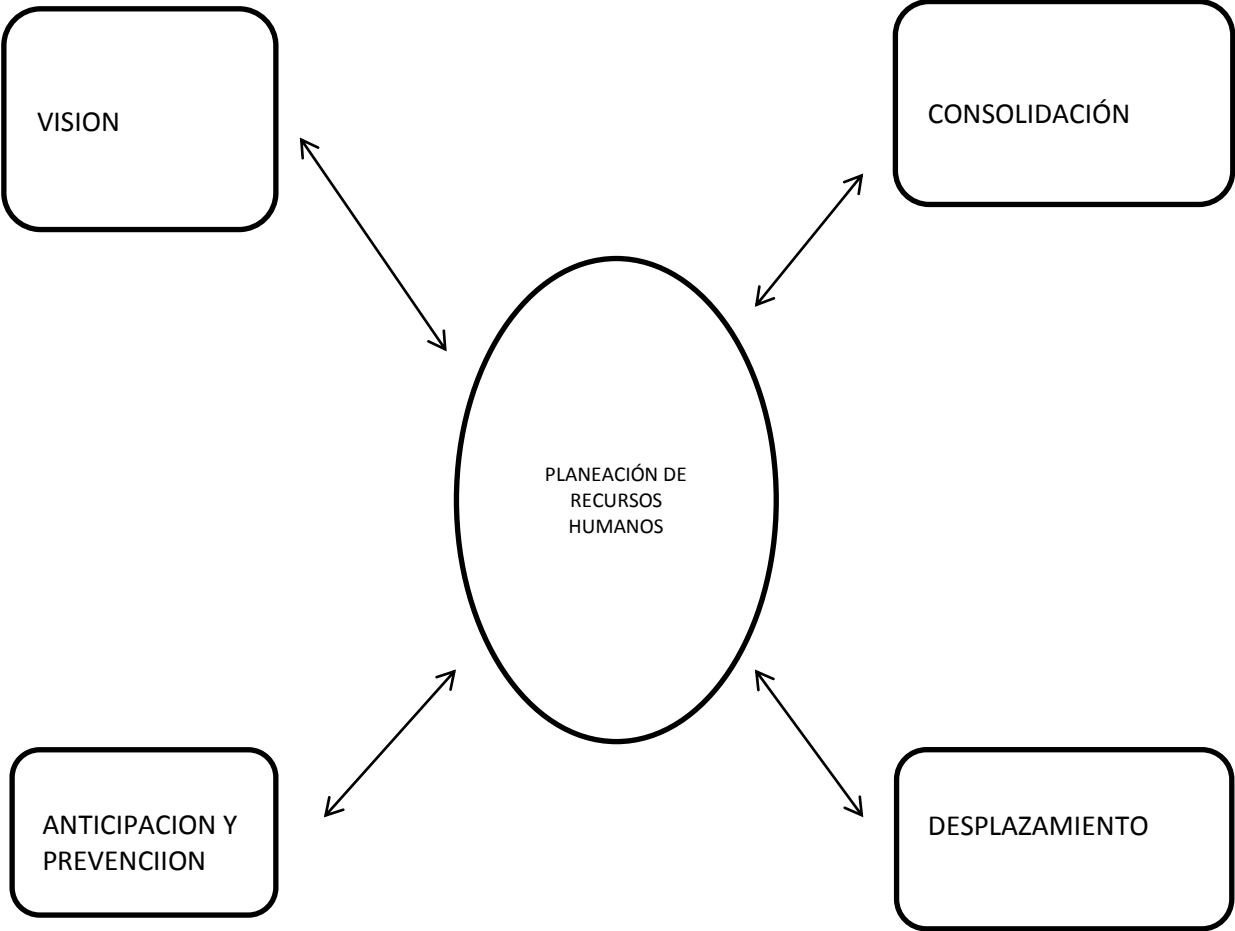 VISION
CONSOLIDACIÓN
PLANEACIÓN DE
RECURSOS
HUMANOS
ANTICIPACION Y
PREVENCIION
DESPLAZAMIENTO